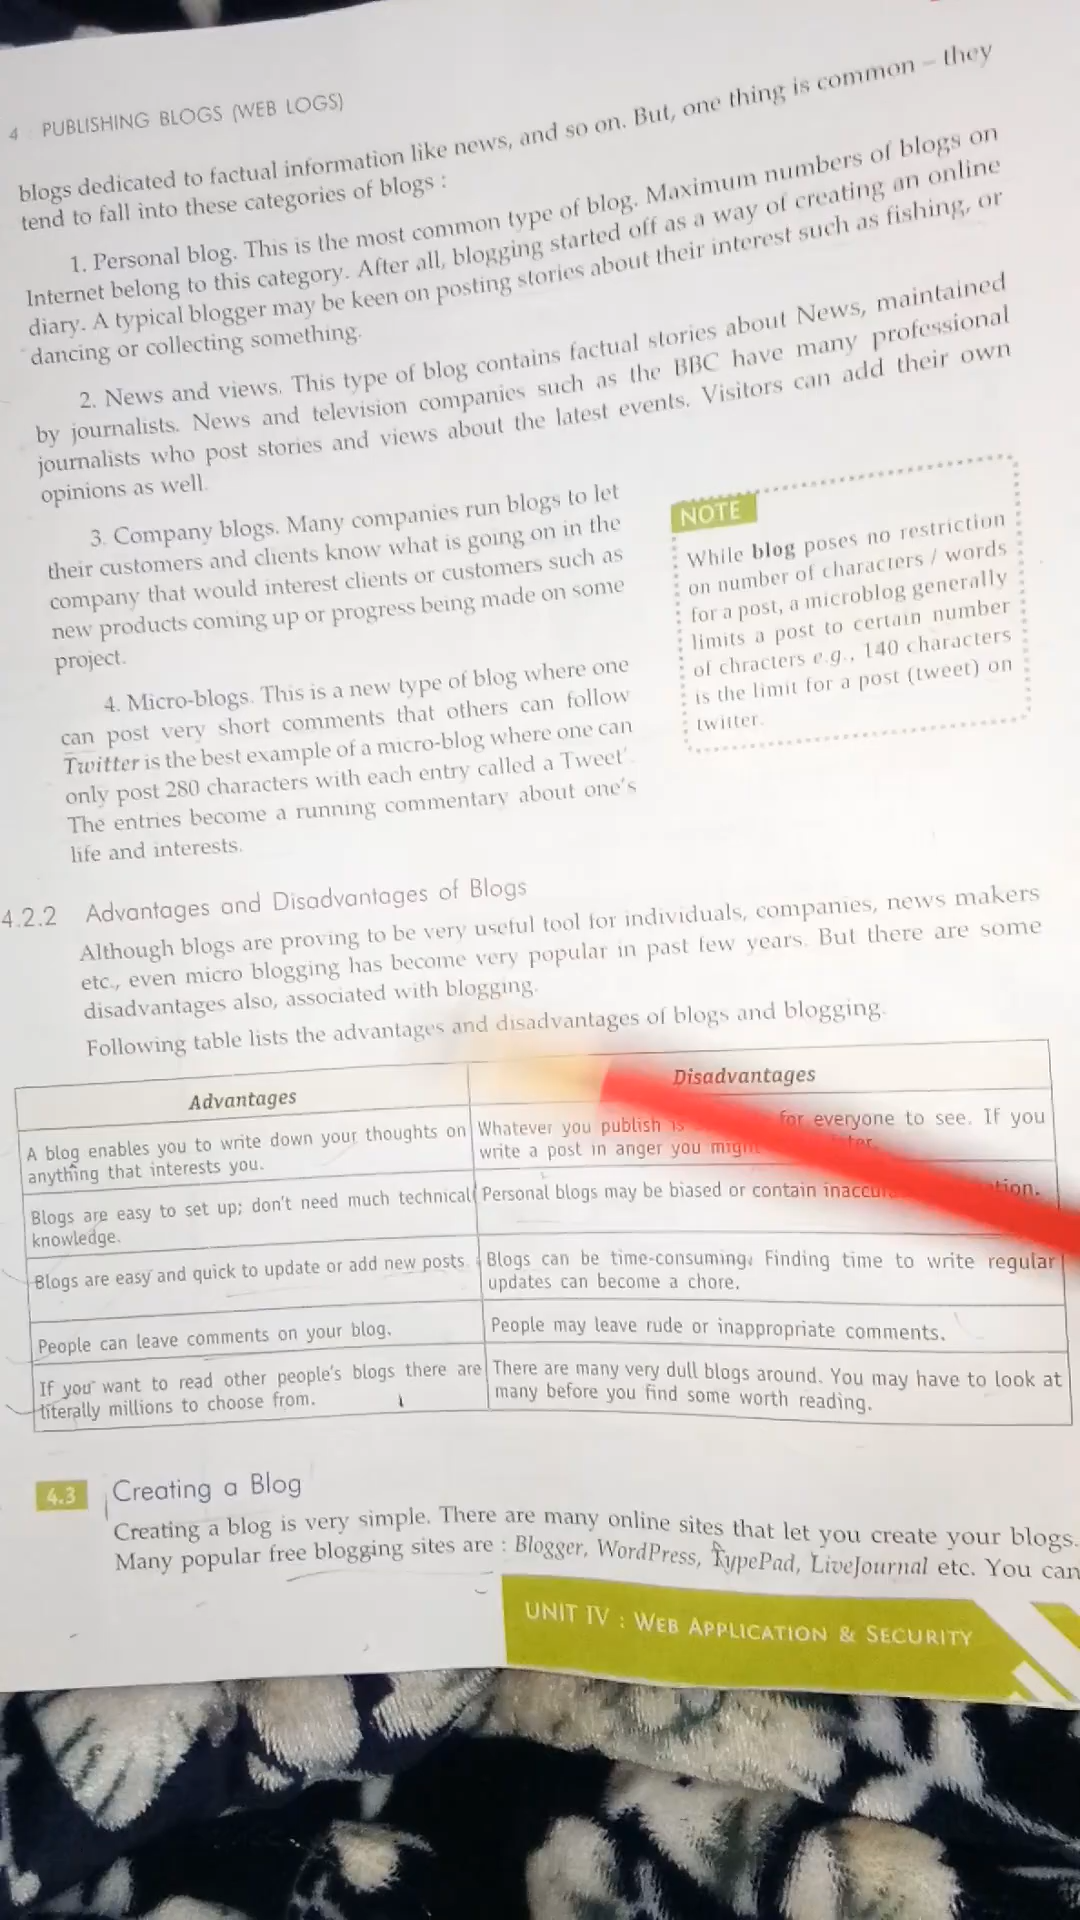 4 PUBLISHING BLOGS (WEB LOGS)
blogs dedicated to factual information like news, and so on. But, one thing is common – they
tend to fall into these categories of blogs :
1. Personal blog. This is the most common type of blog. Maximum numbers of blogs on
Internet belong to this category. After all, blogging started off as a way of creating an online
diary. A typical blogger may be keen on posting stories about their interest such as fishing, or
dancing or collecting something.
2. News and views. This type of blog contains factual stories about News, maintained
by journalists. News and television companies such as the BBC have many professional
journalists who post stories and views about the latest events. Visitors can add their own
opinions as well.
3. Company blogs. Many companies run blogs to let
their customers and clients know what is going on in the
company that would interest clients or customers such as
new products coming up or progress being made on some
project.
4. Micro-blogs. This is a new type of blog where one
can post very short comments that others can follow
Twitter is the best example of a micro-blog where one can
only post 280 characters with each entry called a Tweet'.
The entries become a running commentary about one's
life and interests.
NOTE
While blog poses no restriction
on number of characters / words
for a post, a microblog generally
limits a post to certain number
of chracters e.g., 140 characters
is the limit for a post (tweet) on
twitter.
4.2.2 Advantages and Disadvantages of Blogs
Although blogs are proving to be very useful tool for individuals, companies, news makers
etc., even micro blogging has become very popular in past few years. But there are some
disadvantages also, associated with blogging.
Following table lists the advantages and disadvantages of blogs and blogging.
Advantages
Disadvantages
A blog enables you to write down your thoughts on
anything that interests you.
Whatever you publish is for everyone to see. If you
write a post in anger you
Blogs are easy to set up; don't need much technical
knowledge.
Personal blogs may be biased or contain
Blogs are easy and quick to update or add new posts.
Blogs can be time-consuming. Finding time to write regular
updates can become a chore.
People can leave comments on your blog.
People may leave rude or inappropriate comments.
If you want to read other people's blogs there are
literally millions to choose from.
There are many very dull blogs around. You may have to look at
many before you find some worth reading.
4.3 Creating a Blog
Creating a blog is very simple. There are many online sites that let you create your blogs.
Many popular free blogging sites are : Blogger, WordPress, TypePad, LiveJournal etc. You can
UNIT IV : WEB APPLICATION & SECURITY